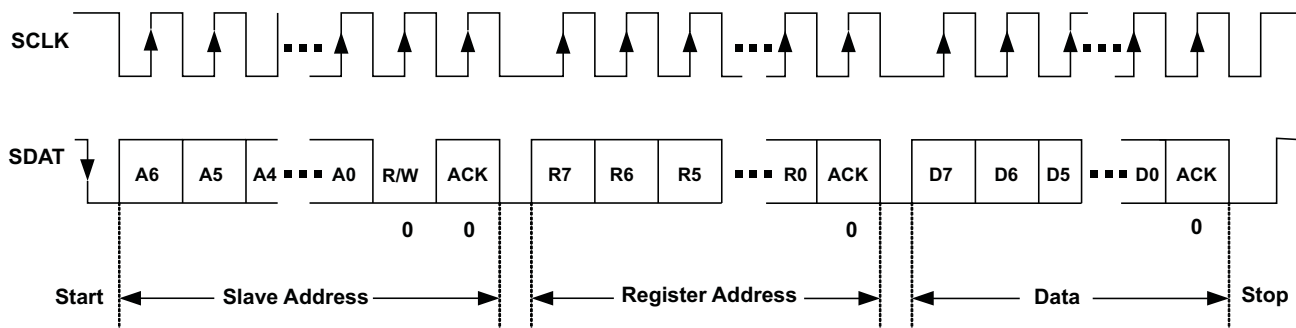 SCLK
SDAT A6 A5 A4 A0 R/W ACK R7 R6 R5 R0 ACK D7 D6 D5 D0 ACK
0 0 0 0
Start Slave Address Register Address Data Stop